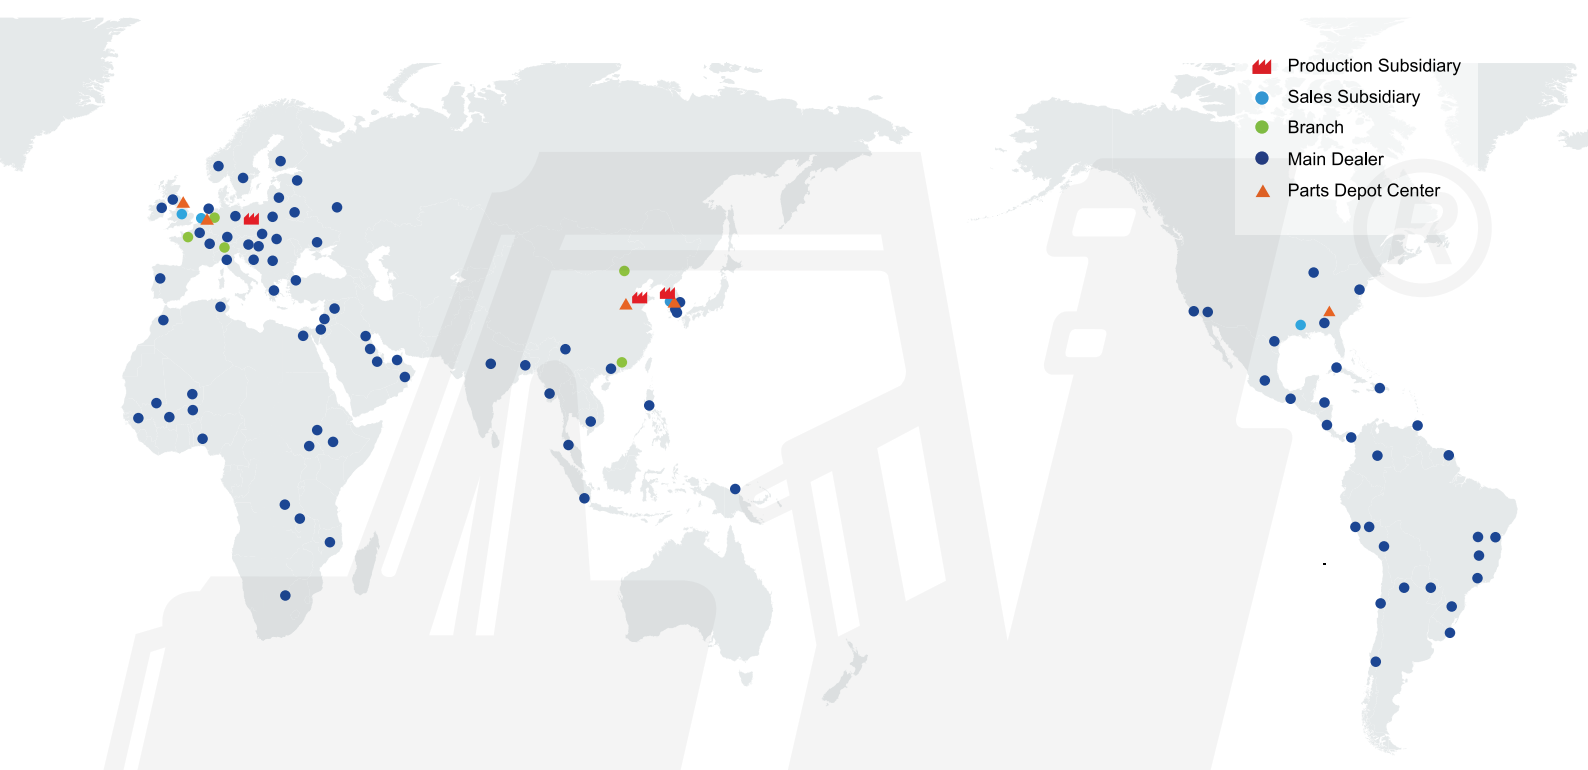 Production Subsidiary
Sales Subsidiary
Branch
Main Dealer
Parts Depot Center
®